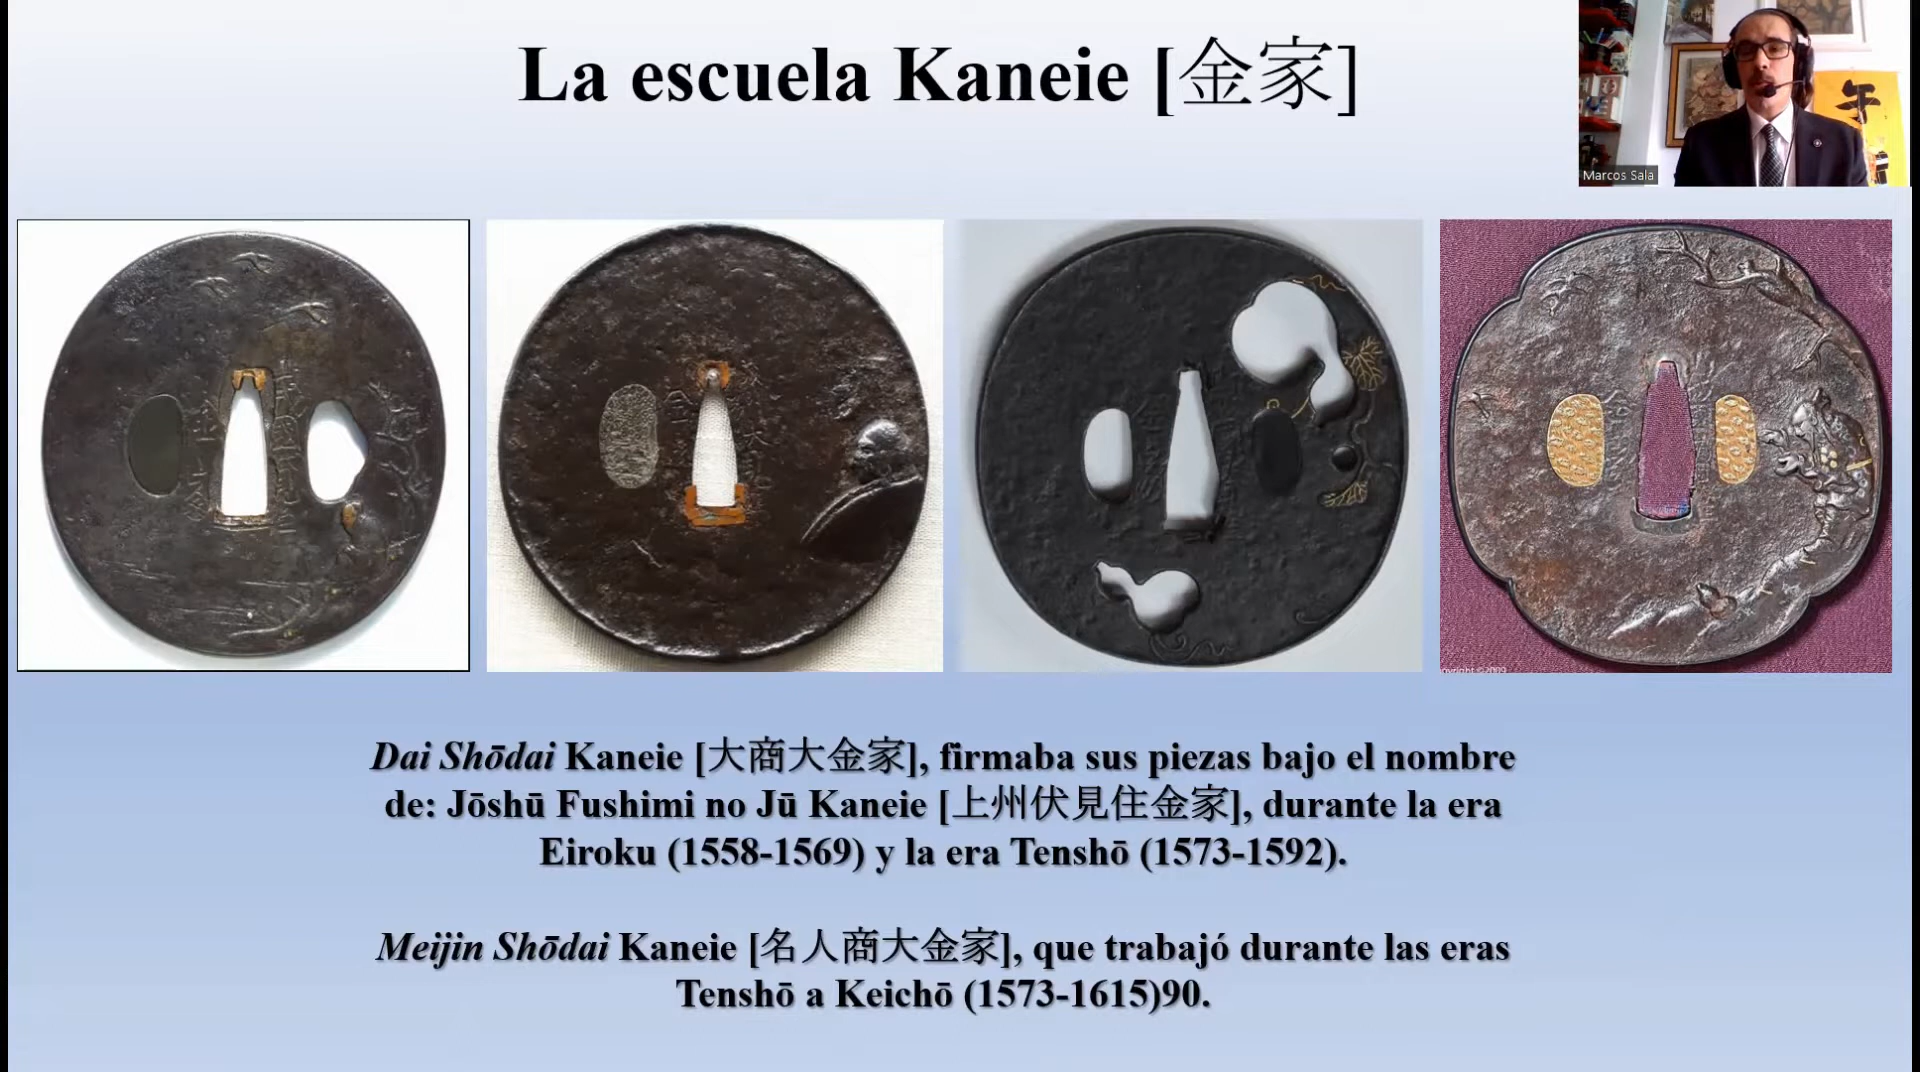 La escuela Kaneie [金家]
午
Marcos Sala
Dai Shōdai Kaneie [大商大金家], firmaba sus piezas bajo el nombre
de: Jōshū Fushimi no Jū Kaneie [上州伏見住金家], durante la era
Eiroku (1558-1569) y la era Tenshō (1573-1592).
Meijin Shōdai Kaneie [名人商大金家], que trabajó durante las eras
Tenshō a Keichō (1573-1615)90.